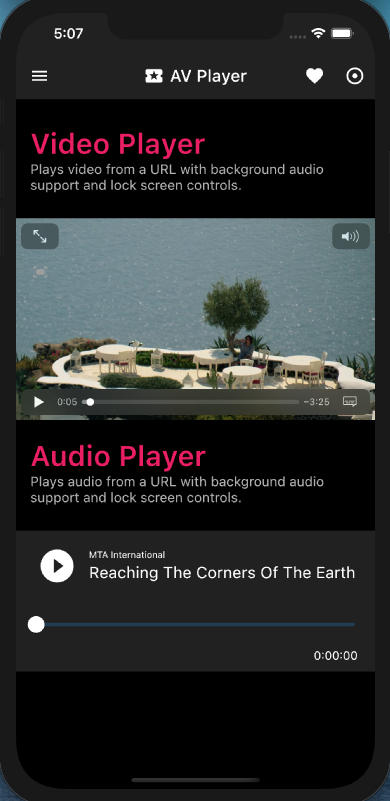 5:07
AV Player
Video Player
Plays video from a URL with background audio
support and lock screen controls.
0:05
−3:25
Audio Player
Plays audio from a URL with background audio
support and lock screen controls.
MTA International
Reaching The Corners Of The Earth
0:00:00